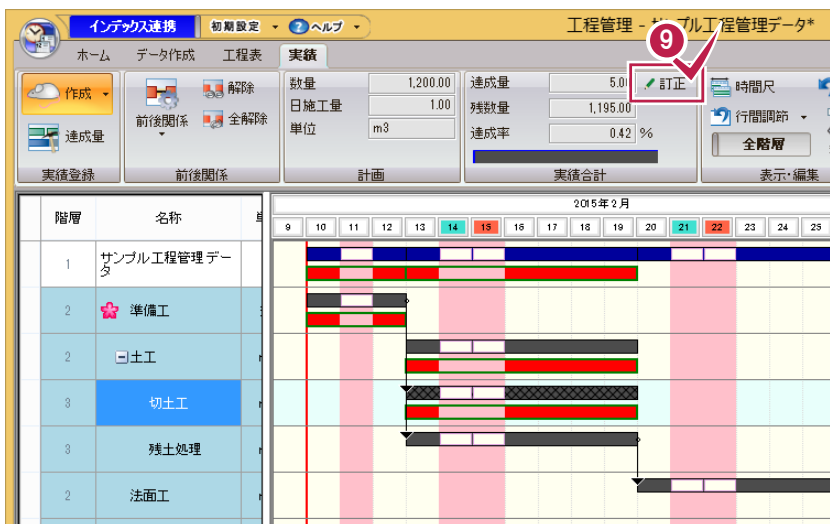 インデックス連携 初期設定 ヘルプ 工程管理 - サンプル工程管理データ*
9
ホーム データ作成 工程表 実績
作成 前後関係 解除 全解除
達成量
数量 1,200.00 達成量 5.00 訂正 時間尺
日施工量 1.00 残数量 1,195.00 行間調節
単位 m3 達成率 0.42 % 全階層
実績登録 前後関係 計画 実績合計 表示・編集
階層 名称 2015年2月
9 10 11 12 13 14 15 16 17 18 19 20 21 22 23 24 25
1 サンプル工程管理デー
タ
2 準備工
2 土工
3 切土工
3 残土処理
2 法面工